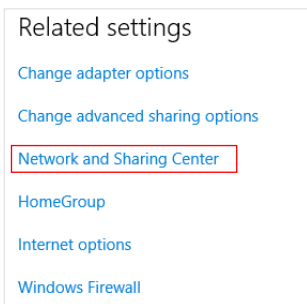 Related settings
Change adapter options
Change advanced sharing options
Network and Sharing Center
HomeGroup
Internet options
Windows Firewall